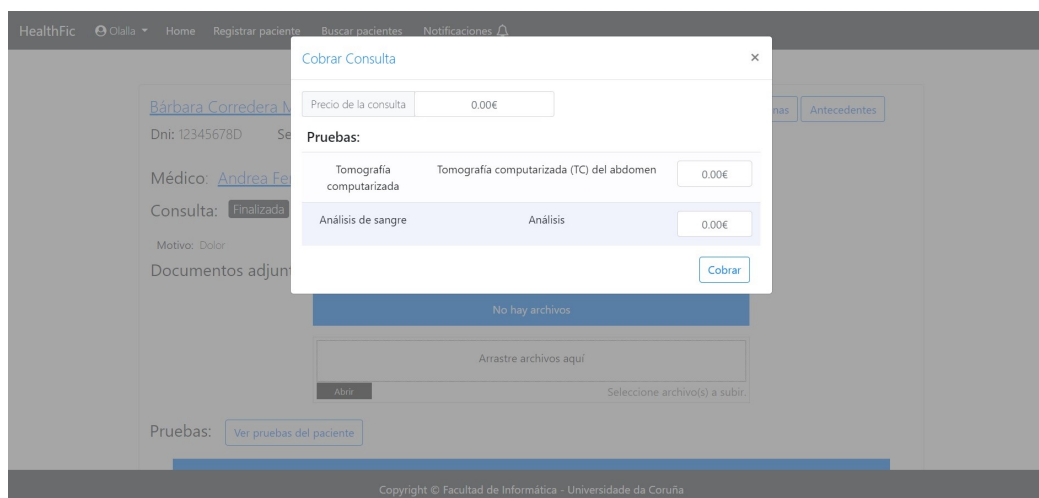 HealthFic Olalla Home Registrar paciente Buscar pacientes Notificaciones
Cobrar Consulta ×
Bárbara Corredera
Precio de la consulta 0.00€
Antecedentes
Dni: 12345678D
Pruebas:
Médico: Andrea
Tomografía computarizada
Tomografía computarizada (TC) del abdomen
0.00€
Consulta: Finalizada
Análisis de sangre Análisis 0.00€
Motivo: Dolor
Documentos
Cobrar
No hay archivos
Arrastre archivos aquí
Abrir Seleccione archivo(s) a subir.
Pruebas: Ver pruebas del paciente
Copyright © Facultad de Informática - Universidade da Coruña